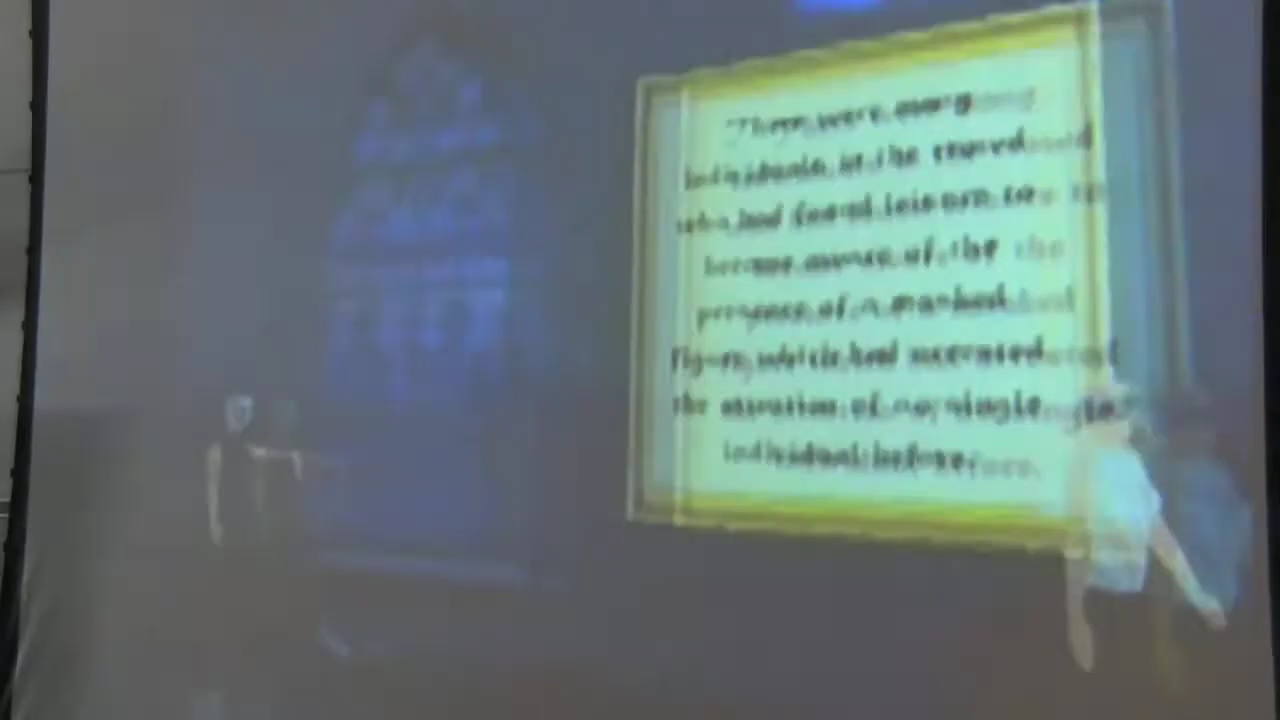 "There were many
individuals in the crowd
who had found leisure to
become aware of the
presence of a masked
figure, which had arrested
the attention of no single
individual before.